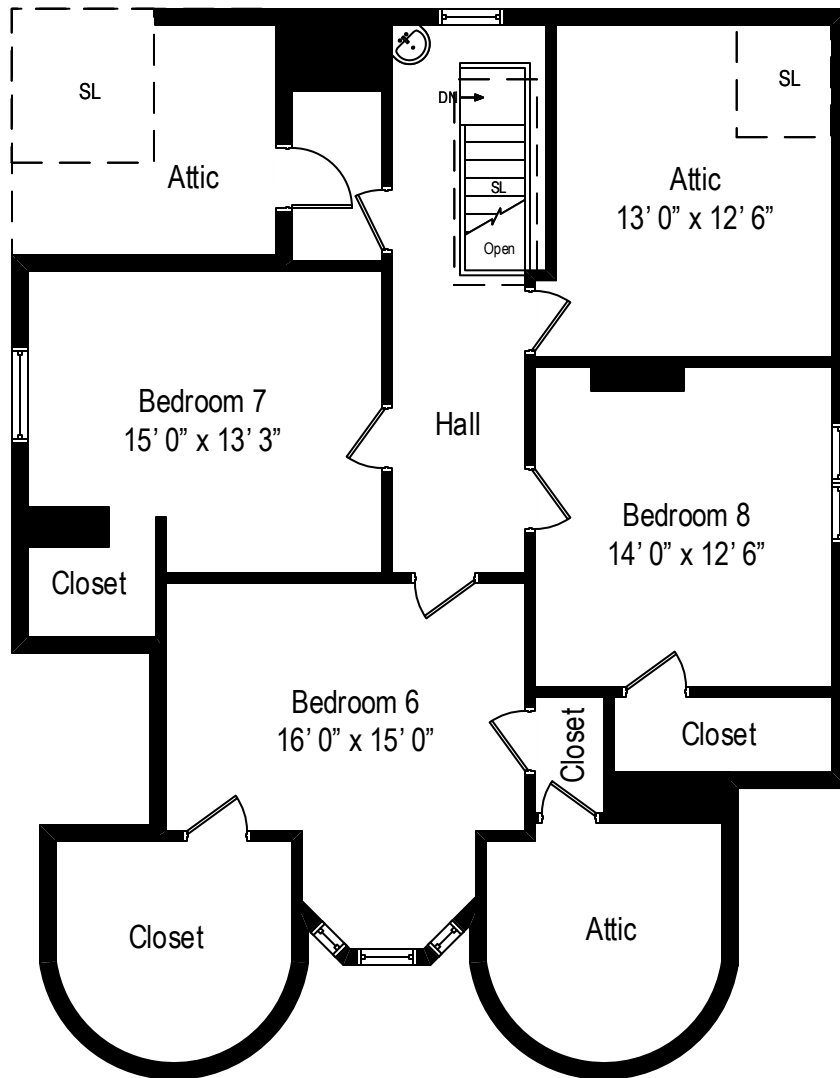 SL
SL
DN
Attic
Attic
13’ 0” x 12’ 6”
SL
Open
Bedroom 7
15’ 0” x 13’ 3”
Hall
Bedroom 8
14’ 0” x 12’ 6”
Closet
Bedroom 6
16’ 0” x 15’ 0”
Closet
Closet
Closet
Attic